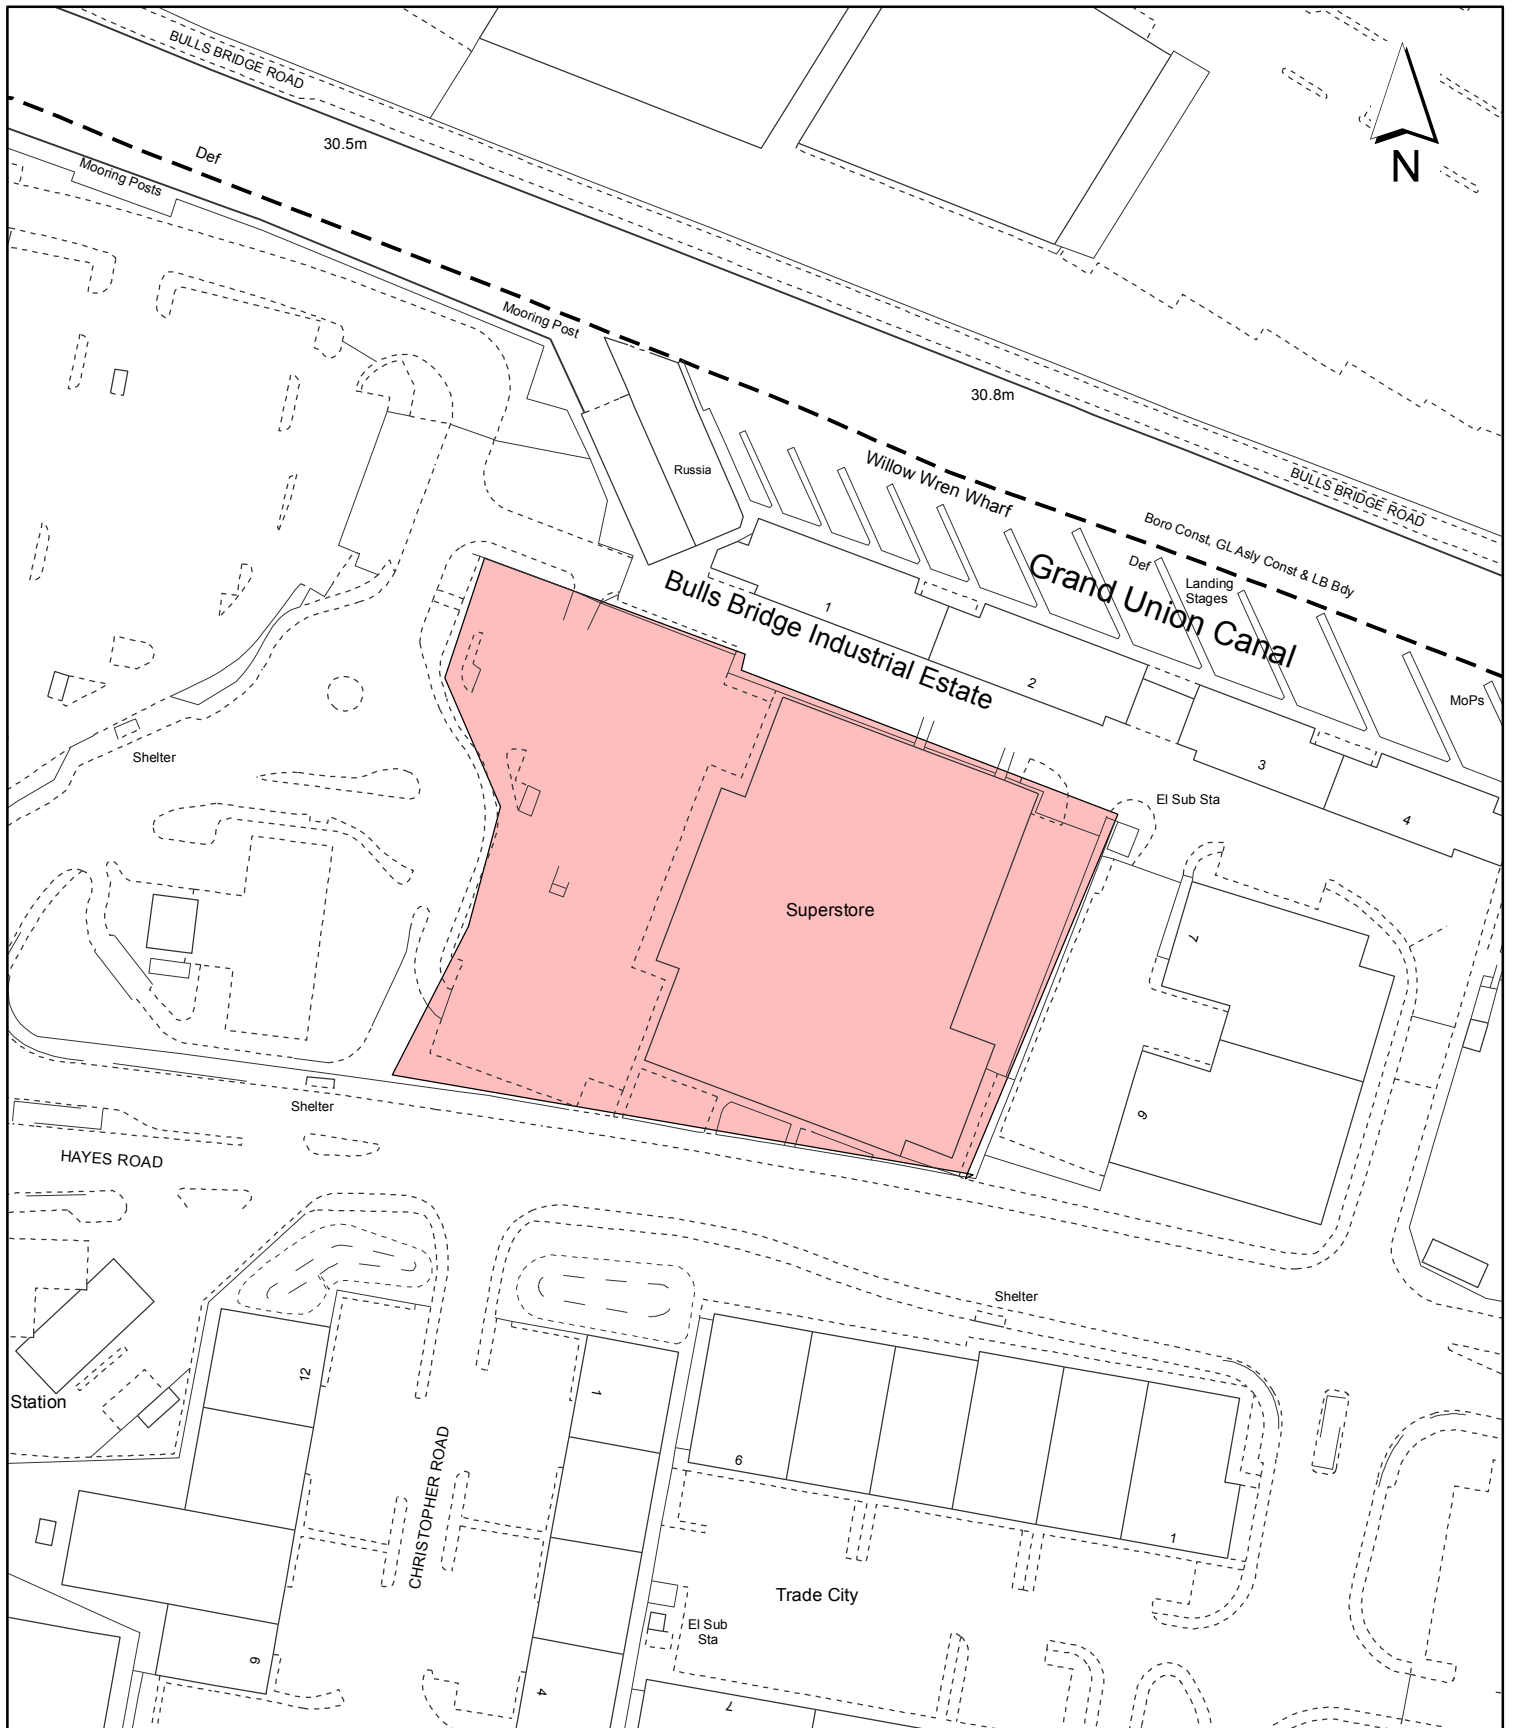 BULLS BRIDGE ROAD
30.5m
Def
Mooring Posts
N
Mooring Post
30.8m
Russia
Willow Wren Wharf
BULLS BRIDGE ROAD
Boro Const, GL Asly Const & LB Bdy
Def
Landing
Stages
Grand Union Canal
Bulls Bridge Industrial Estate
1
2
MoPs
3
4
Shelter
El Sub Sta
Superstore
7
6
Shelter
HAYES ROAD
Shelter
12
1
Station
CHRISTOPHER ROAD
6
1
Trade City
El Sub
Sta
9
4
7